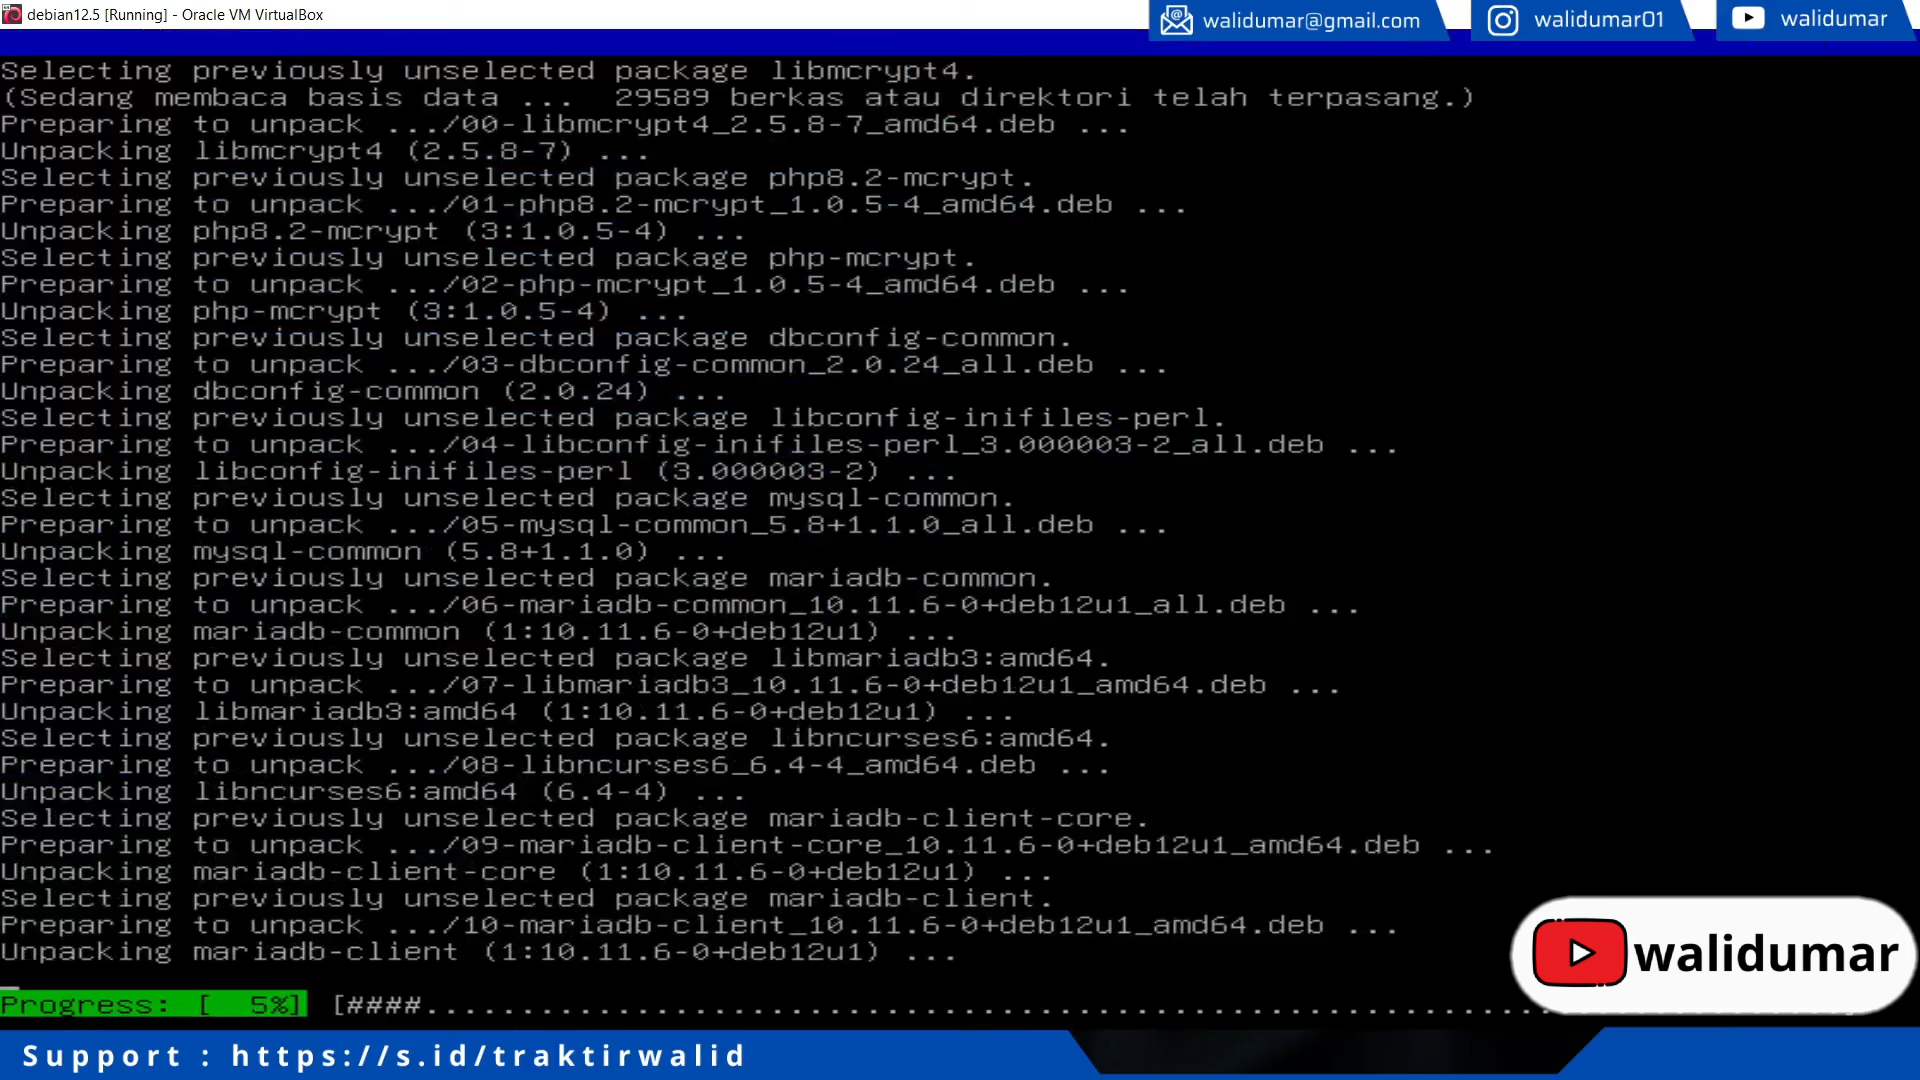 debian12.5 [Running] - Oracle VM VirtualBox
walidumar@gmail.com
walidumar01
walidumar
Selecting previously unselected package libmcrypt4.
(Sedang membaca basis data ... 29589 berkas atau direktori telah terpasang.)
Preparing to unpack .../00-libmcrypt4_2.5.8-7_amd64.deb ...
Unpacking libmcrypt4 (2.5.8-7) ...
Selecting previously unselected package php8.2-mcrypt.
Preparing to unpack .../01-php8.2-mcrypt_1.0.5-4_amd64.deb ...
Unpacking php8.2-mcrypt (3:1.0.5-4) ...
Selecting previously unselected package php-mcrypt.
Preparing to unpack .../02-php-mcrypt_1.0.5-4_amd64.deb ...
Unpacking php-mcrypt (3:1.0.5-4) ...
Selecting previously unselected package dbconfig-common.
Preparing to unpack .../03-dbconfig-common_2.0.24_all.deb ...
Unpacking dbconfig-common (2.0.24) ...
Selecting previously unselected package libconfig-inifiles-perl.
Preparing to unpack .../04-libconfig-inifiles-perl_3.000003-2_all.deb ...
Unpacking libconfig-inifiles-perl (3.000003-2) ...
Selecting previously unselected package mysql-common.
Preparing to unpack .../05-mysql-common_5.8+1.1.0_all.deb ...
Unpacking mysql-common (5.8+1.1.0) ...
Selecting previously unselected package mariadb-common.
Preparing to unpack .../06-mariadb-common_10.11.6-0+deb12u1_all.deb ...
Unpacking mariadb-common (1:10.11.6-0+deb12u1) ...
Selecting previously unselected package libmariadb3:amd64.
Preparing to unpack .../07-libmariadb3_10.11.6-0+deb12u1_amd64.deb ...
Unpacking libmariadb3:amd64 (1:10.11.6-0+deb12u1) ...
Selecting previously unselected package libncurses6:amd64.
Preparing to unpack .../08-libncurses6_6.4-4_amd64.deb ...
Unpacking libncurses6:amd64 (6.4-4) ...
Selecting previously unselected package mariadb-client-core.
Preparing to unpack .../09-mariadb-client-core_10.11.6-0+deb12u1_amd64.deb ...
Unpacking mariadb-client-core (1:10.11.6-0+deb12u1) ...
Selecting previously unselected package mariadb-client.
Preparing to unpack .../10-mariadb-client_10.11.6-0+deb12u1_amd64.deb ...
Unpacking mariadb-client (1:10.11.6-0+deb12u1) ...
walidumar
Progress: [  5%] [####..........................................................
Support : https://s.id/traktirwalid